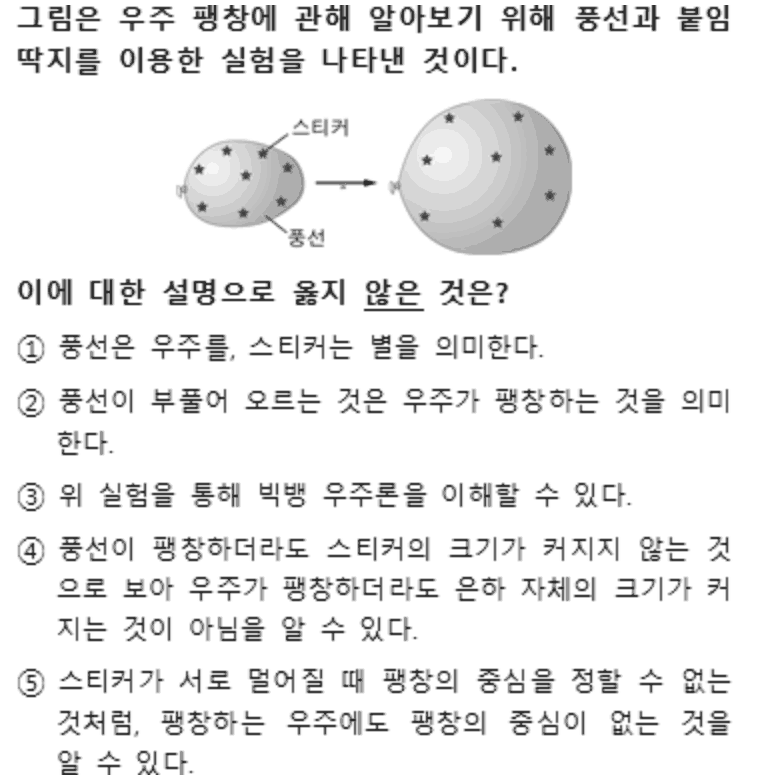 그림은 우주 팽창에 관해 알아보기 위해 풍선과 붙임
딱지를 이용한 실험을 나타낸 것이다.
스티커
풍선
이에 대한 설명으로 옳지 않은 것은?
① 풍선은 우주를, 스티커는 별을 의미한다.
② 풍선이 부풀어 오르는 것은 우주가 팽창하는 것을 의미
한다.
③ 위 실험을 통해 빅뱅 우주론을 이해할 수 있다.
④ 풍선이 팽창하더라도 스티커의 크기가 커지지 않는 것
으로 보아 우주가 팽창하더라도 은하 자체의 크기가 커
지는 것이 아님을 알 수 있다.
⑤ 스티커가 서로 멀어질 때 팽창의 중심을 정할 수 없는
것처럼, 팽창하는 우주에도 팽창의 중심이 없는 것을
알 수 있다.